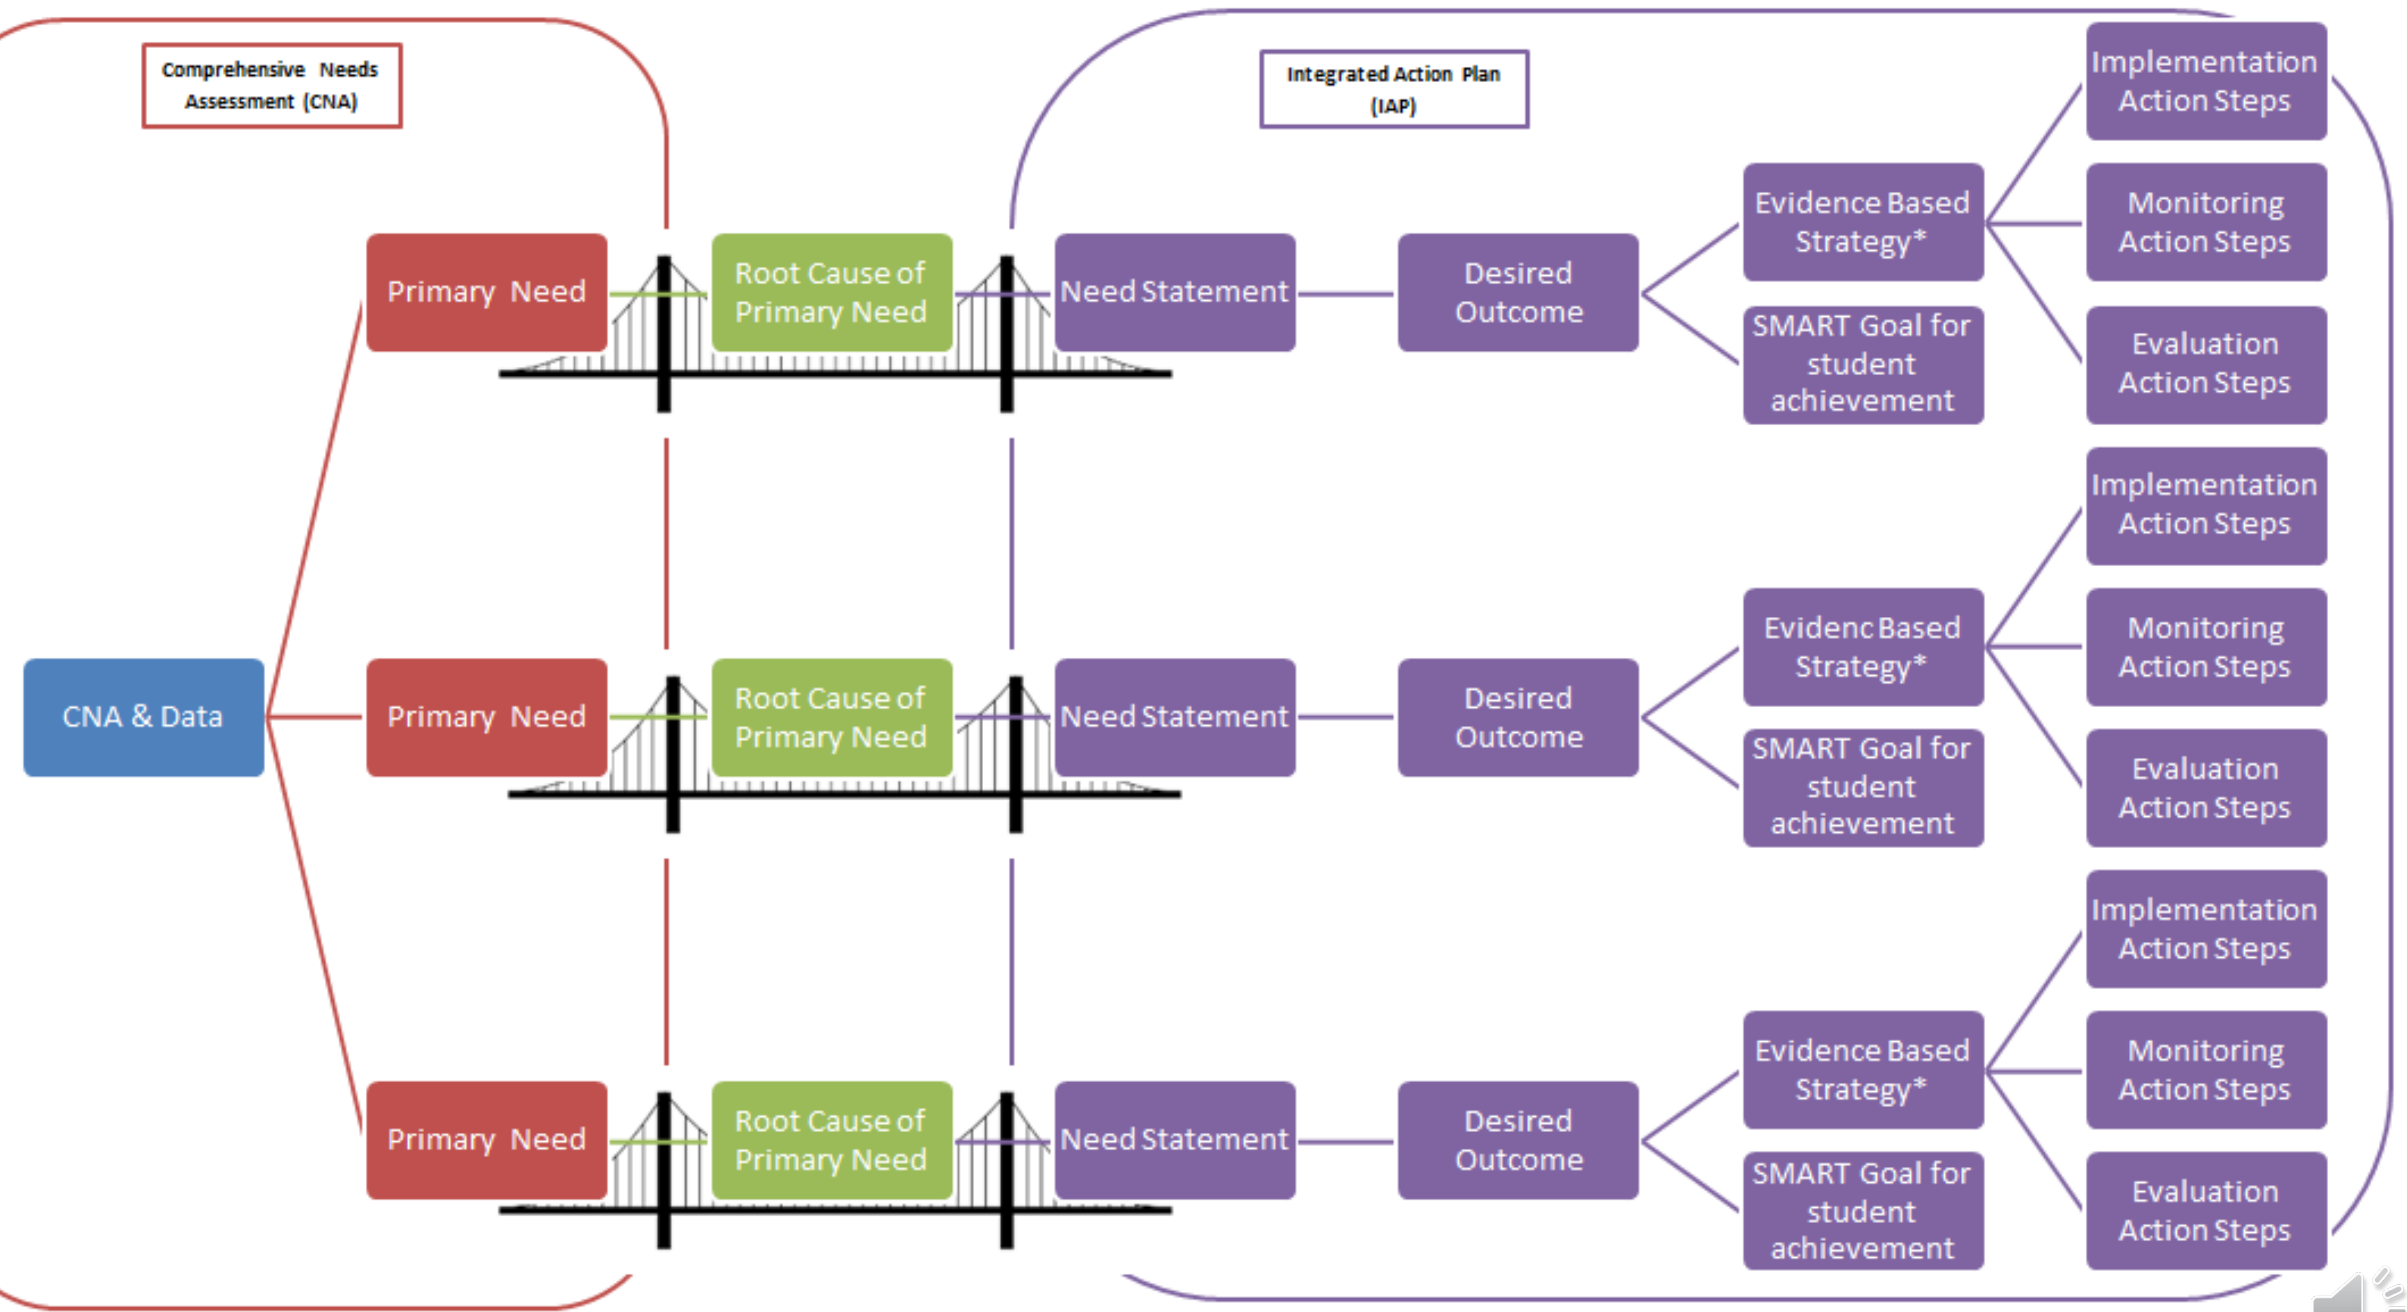 Comprehensive Needs
Assessment (CNA)
Integrated Action Plan
(IAP)
CNA & Data
Primary Need
Root Cause of
Primary Need
Need Statement
Desired
Outcome
Evidence Based
Strategy*
SMART Goal for
student
achievement
Implementation
Action Steps
Monitoring
Action Steps
Evaluation
Action Steps
Primary Need
Root Cause of
Primary Need
Need Statement
Desired
Outcome
Evidenc Based
Strategy*
SMART Goal for
student
achievement
Implementation
Action Steps
Monitoring
Action Steps
Evaluation
Action Steps
Primary Need
Root Cause of
Primary Need
Need Statement
Desired
Outcome
Evidence Based
Strategy*
SMART Goal for
student
achievement
Implementation
Action Steps
Monitoring
Action Steps
Evaluation
Action Steps